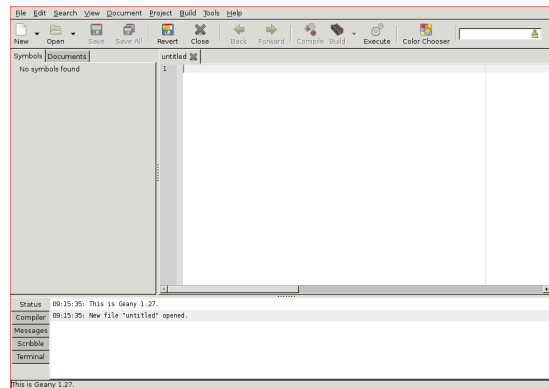 File Edit Search View Document Project Build Tools Help
New Open Save Save All Revert Close Back Forward Compile Build Execute Color Chooser
Symbols Documents untitled
No symbols found 1
Status 09:15:35: This is Geany 1.27.
Compiler 09:15:35: New file "untitled" opened.
Messages
Scribble
Terminal
This is Geany 1.27.